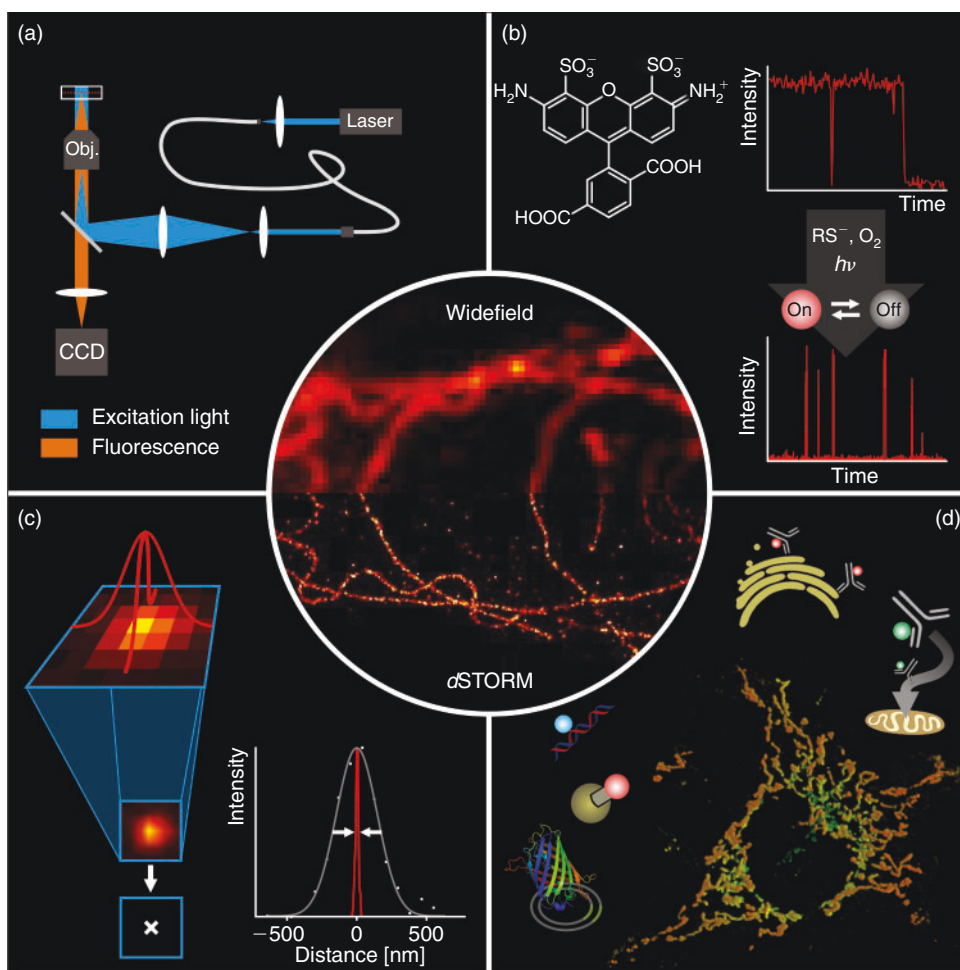 (a)
Laser
Obj.
CCD
Excitation light
Fluorescence
(b)
SO₃⁻ SO₃⁻
H₂N O NH₂⁺
COOH
HOOC
Intensity
Time
RS⁻, O₂
hν
On Off
Intensity
Time
Widefield
dSTORM
(c)
Intensity
−500 0 500
Distance [nm]
(d)